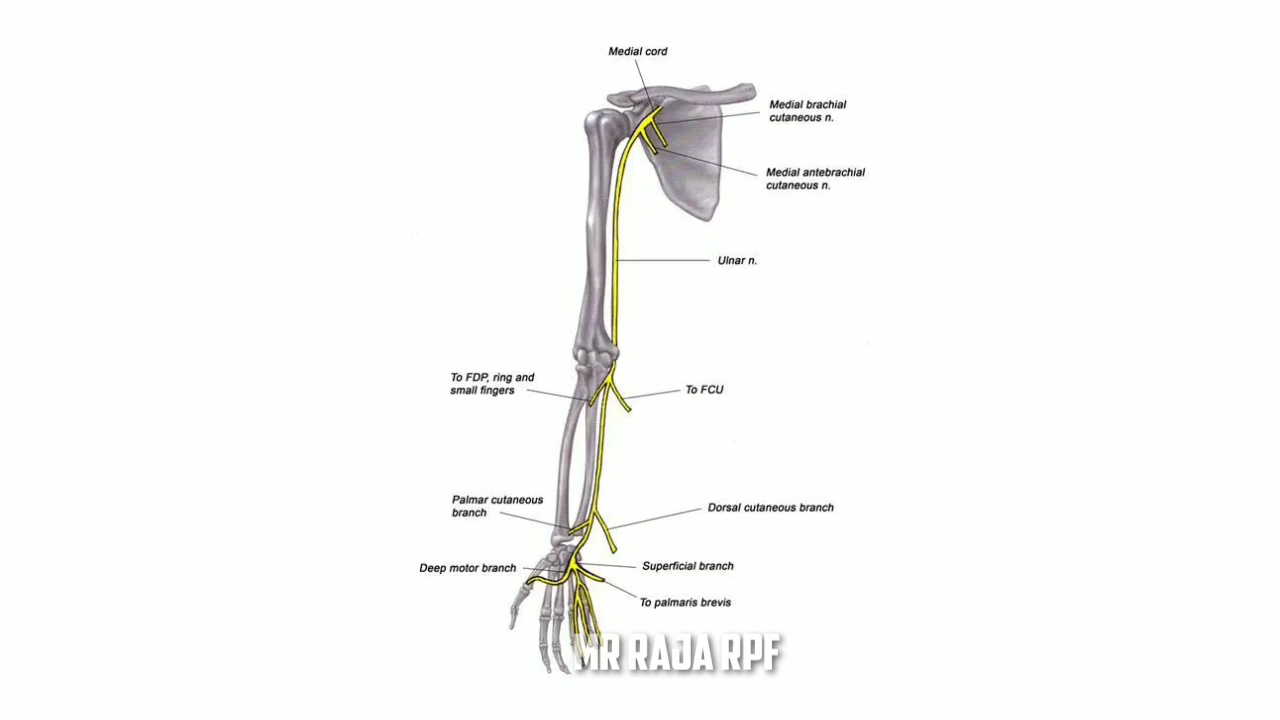 Medial cord
Medial brachial
cutaneous n.
Medial antebrachial
cutaneous n.
Ulnar n.
To FDP, ring and
small fingers
To FCU
Palmar cutaneous
branch
Dorsal cutaneous branch
Deep motor branch
Superficial branch
To palmaris brevis
MR RAJA RPF